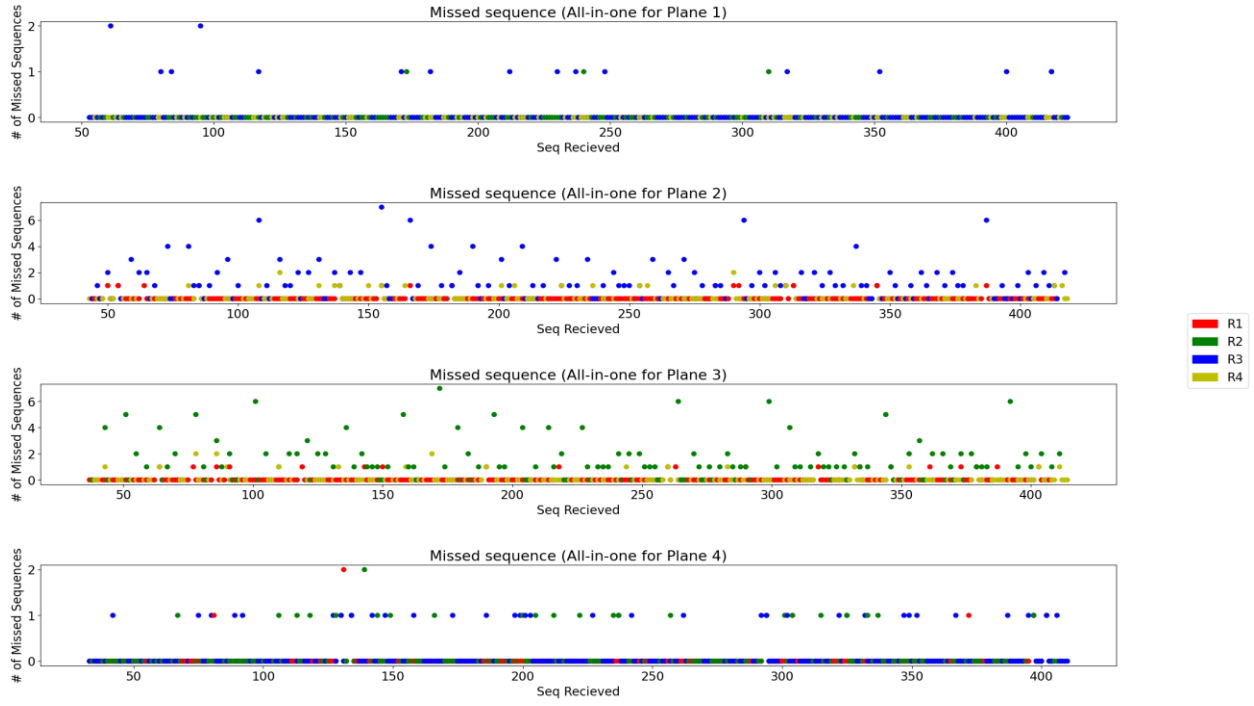 Missed sequence (All-in-one for Plane 1)
# of Missed Sequences
2
1
0
50 100 150 200 250 300 350 400
Seq Recieved
Missed sequence (All-in-one for Plane 2)
# of Missed Sequences
6
4
2
0
50 100 150 200 250 300 350 400
Seq Recieved
R1
R2
R3
R4
Missed sequence (All-in-one for Plane 3)
# of Missed Sequences
6
4
2
0
50 100 150 200 250 300 350 400
Seq Recieved
Missed sequence (All-in-one for Plane 4)
# of Missed Sequences
2
1
0
50 100 150 200 250 300 350 400
Seq Recieved